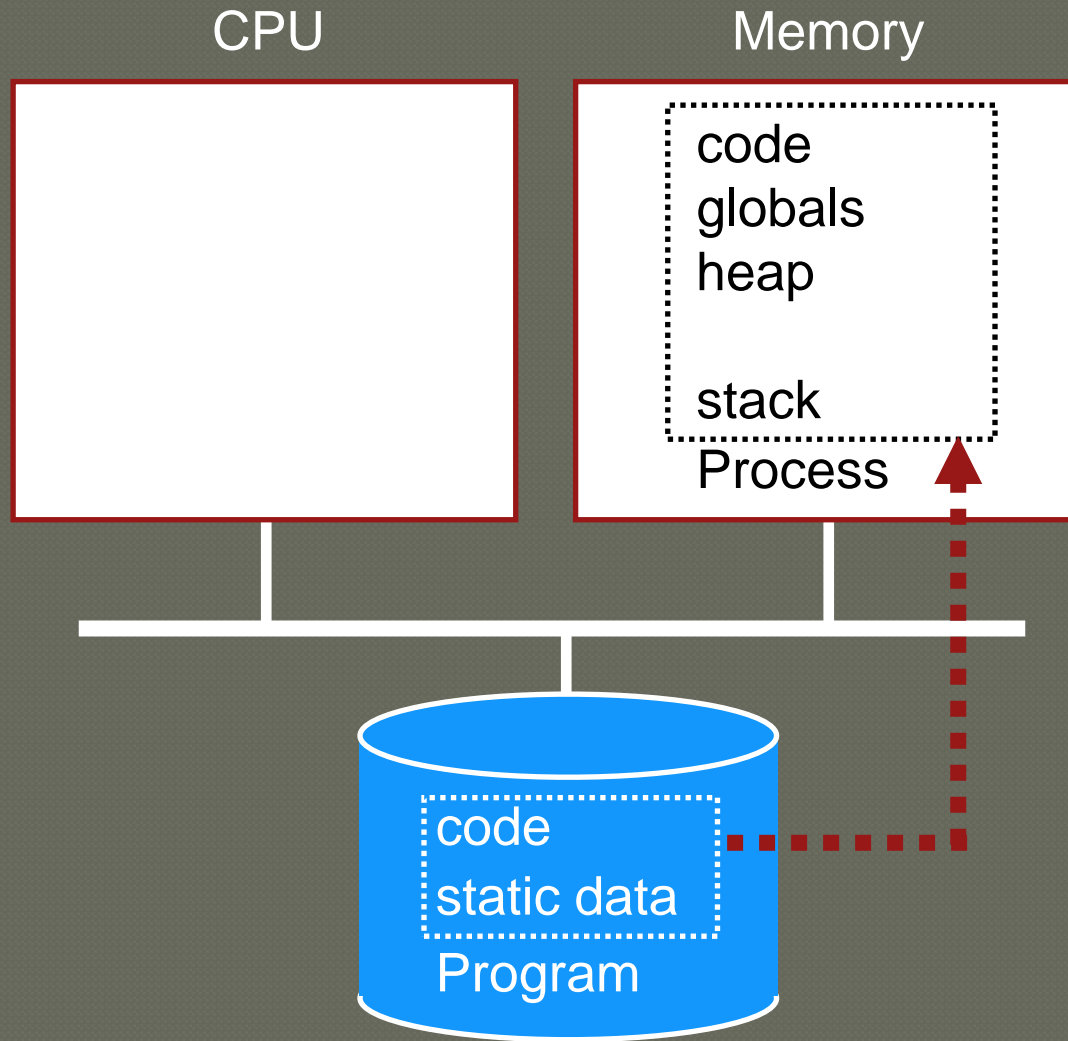 CPU
Memory
code
globals
heap
stack
Process
code
static data
Program